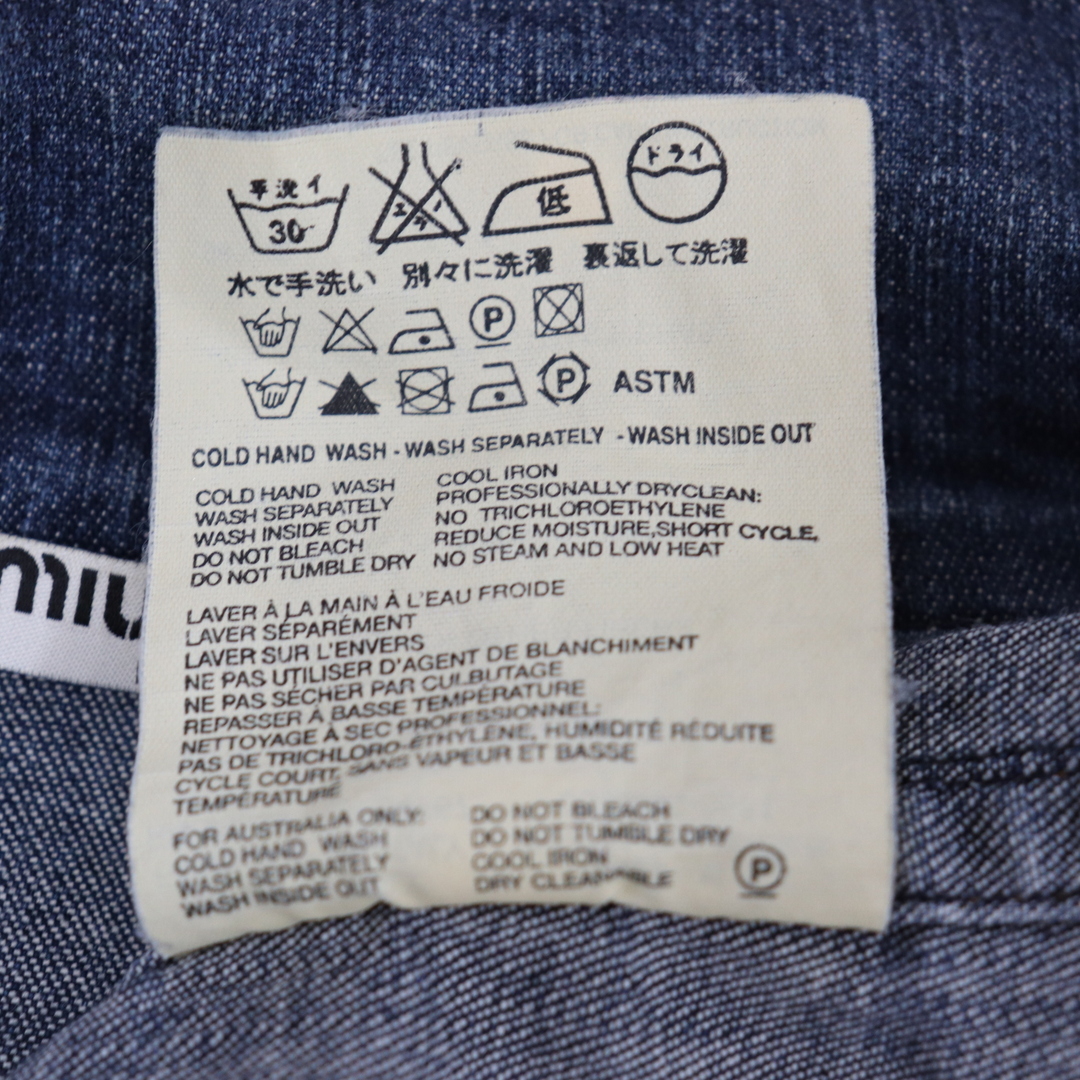 手洗イ
30
エンソ
低
ドライ
水で手洗い 別々に洗濯 裏返して洗濯
P
P ASTM
COLD HAND WASH - WASH SEPARATELY - WASH INSIDE OUT
COLD HAND WASH
WASH SEPARATELY
WASH INSIDE OUT
DO NOT BLEACH
DO NOT TUMBLE DRY
COOL IRON
PROFESSIONALLY DRYCLEAN:
NO TRICHLOROETHYLENE
REDUCE MOISTURE,SHORT CYCLE,
NO STEAM AND LOW HEAT
LAVER À LA MAIN À L'EAU FROIDE
LAVER SÉPARÉMENT
LAVER SUR L'ENVERS
NE PAS UTILISER D'AGENT DE BLANCHIMENT
NE PAS SÉCHER PAR CULBUTAGE
REPASSER À BASSE TEMPÉRATURE
NETTOYAGE À SEC PROFESSIONNEL:
PAS DE TRICHLORO-ÉTHYLÈNE, HUMIDITÉ RÉDUITE
CYCLE COURT, SANS VAPEUR ET BASSE
TEMPÉRATURE
FOR AUSTRALIA ONLY:
COLD HAND WASH
WASH SEPARATELY
WASH INSIDE OUT
DO NOT BLEACH
DO NOT TUMBLE DRY
COOL IRON
DRY CLEANABLE
P
miu